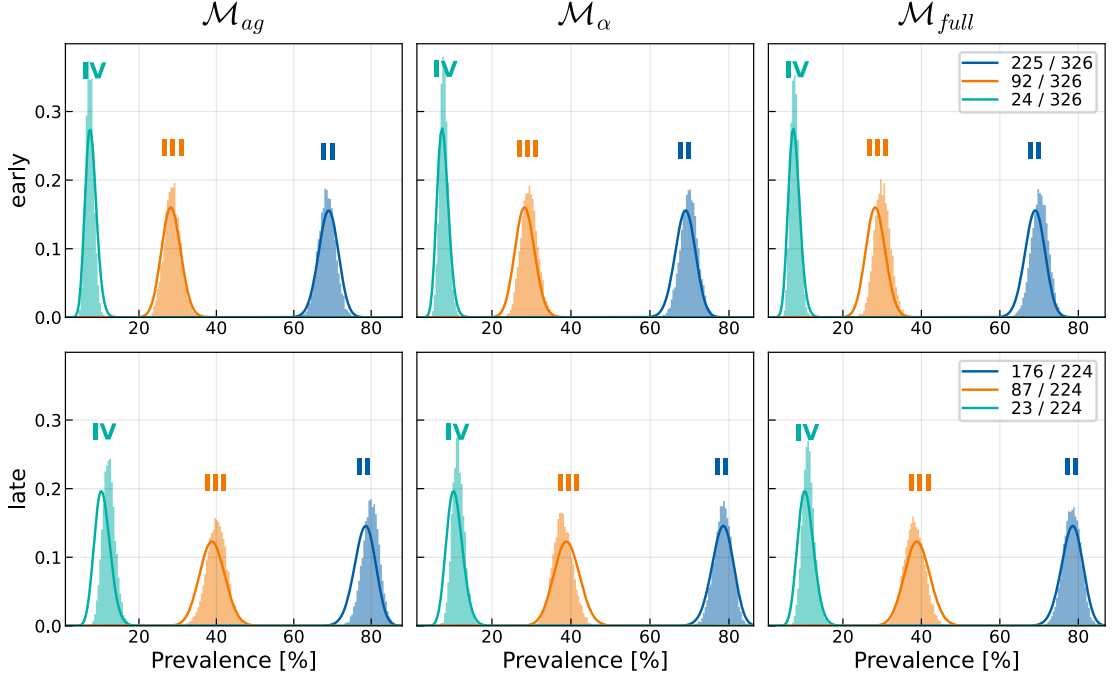 M_ag M_α M_full
early
0.3
0.2
0.1
0.0
IV III II
20 40 60 80
IV III II
20 40 60 80
IV III II
225 / 326
92 / 326
24 / 326
20 40 60 80
late
0.3
0.2
0.1
0.0
IV III II
20 40 60 80
Prevalence [%]
IV III II
20 40 60 80
Prevalence [%]
IV III II
176 / 224
87 / 224
23 / 224
20 40 60 80
Prevalence [%]